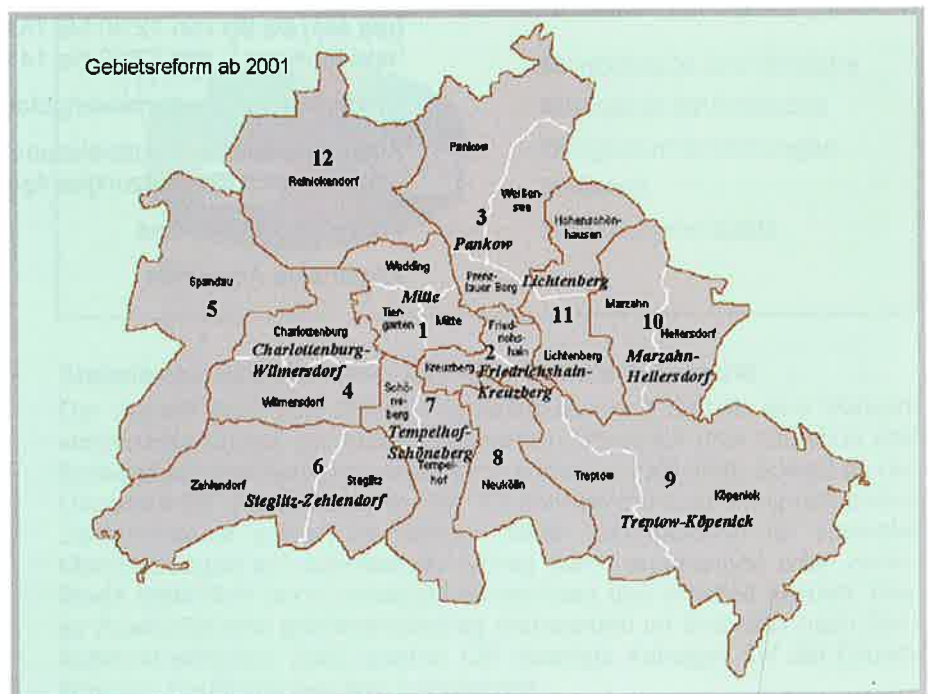 Gebietsreform ab 2001
12
Reinickendorf
Pankow
Weißen-
see
3
Pankow
Hohenschön-
hausen
Prenz-
lauer Berg
Lichtenberg
Wedding
Mitte
Tier-
garten
1
Mitte
Spandau
5
Charlottenburg
Charlottenburg-
Wilmersdorf
Wilmersdorf
4
Fried-
richs-
hain
2
Friedrichshain-
Kreuzberg
Kreuzberg
11
Lichtenberg
Marzahn
10
Hellersdorf
Marzahn-
Hellersdorf
Schö-
ne-
berg
7
Tempelhof-
Schöneberg
Tempel-
hof
6
Zehlendorf
Steglitz
Steglitz-Zehlendorf
8
Neukölln
Treptow
9
Köpenick
Treptow-Köpenick